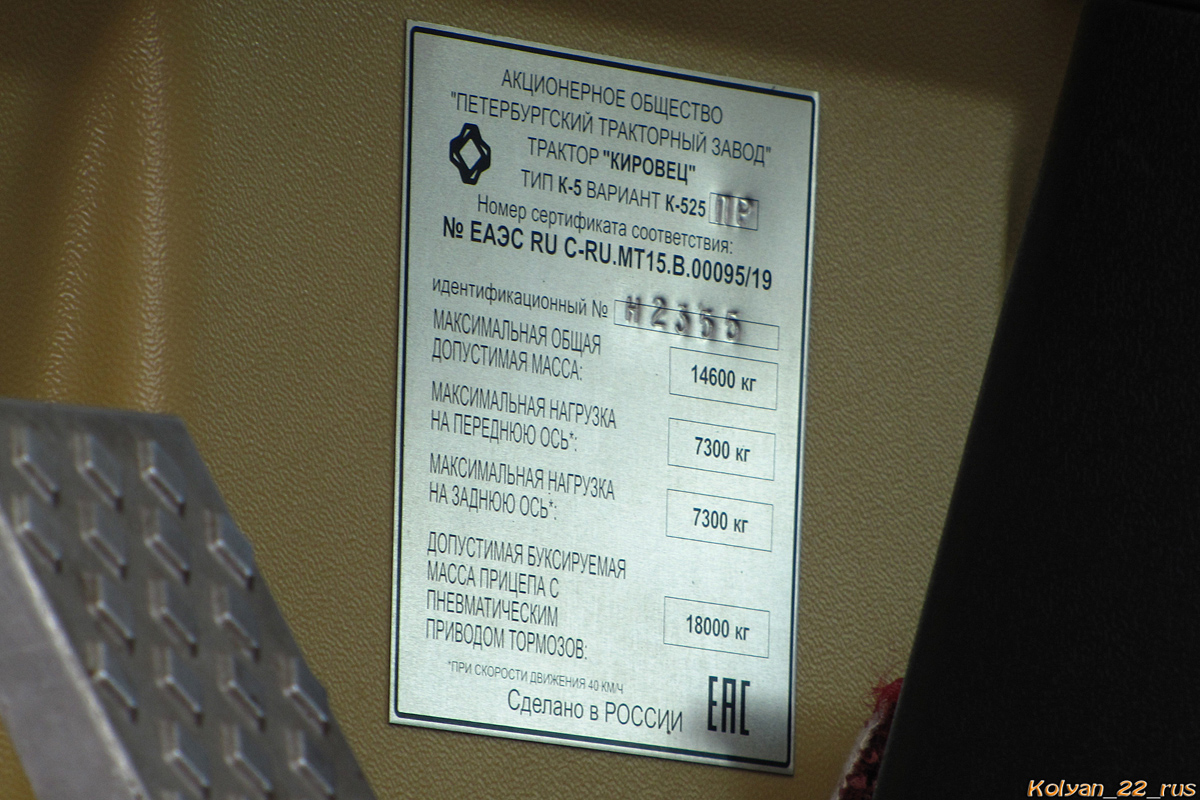 АКЦИОНЕРНОЕ ОБЩЕСТВО
"ПЕТЕРБУРГСКИЙ ТРАКТОРНЫЙ ЗАВОД"
ТРАКТОР "КИРОВЕЦ"
ТИП К-5 ВАРИАНТ К-525 ПР
Номер сертификата соответствия:
№ ЕАЭС RU C-RU.MT15.B.00095/19
идентификационный №
МАКСИМАЛЬНАЯ ОБЩАЯ
ДОПУСТИМАЯ МАССА:
14600 кг
МАКСИМАЛЬНАЯ НАГРУЗКА
НА ПЕРЕДНЮЮ ОСЬ*:
7300 кг
МАКСИМАЛЬНАЯ НАГРУЗКА
НА ЗАДНЮЮ ОСЬ*:
7300 кг
ДОПУСТИМАЯ БУКСИРУЕМАЯ
МАССА ПРИЦЕПА С
ПНЕВМАТИЧЕСКИМ
ПРИВОДОМ ТОРМОЗОВ:
18000 кг
*ПРИ СКОРОСТИ ДВИЖЕНИЯ 40 КМ/Ч
Сделано в РОССИИ
EAC
Kolyan_22_rus